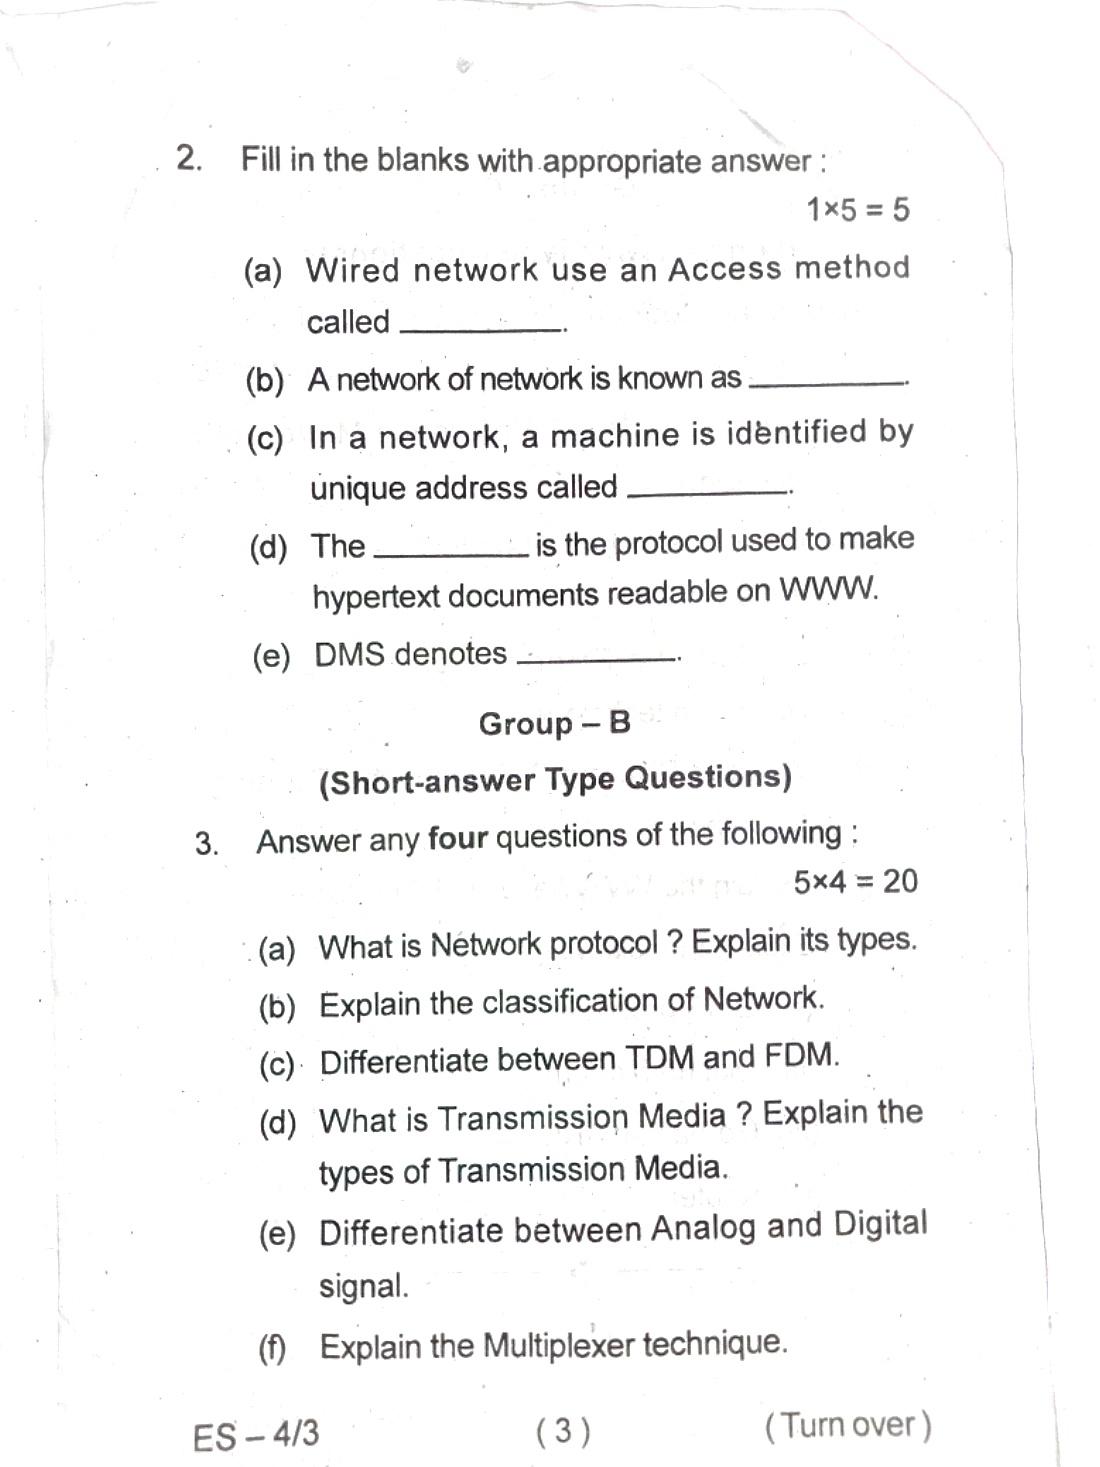 2. Fill in the blanks with appropriate answer :
1×5 = 5
(a) Wired network use an Access method
called ________.
(b) A network of network is known as ________.
(c) In a network, a machine is identified by
unique address called ________.
(d) The ________ is the protocol used to make
hypertext documents readable on WWW.
(e) DMS denotes ________.
Group – B
(Short-answer Type Questions)
3. Answer any four questions of the following :
5×4 = 20
(a) What is Network protocol ? Explain its types.
(b) Explain the classification of Network.
(c) Differentiate between TDM and FDM.
(d) What is Transmission Media ? Explain the
types of Transmission Media.
(e) Differentiate between Analog and Digital
signal.
(f) Explain the Multiplexer technique.
ES – 4/3 ( 3 ) ( Turn over )